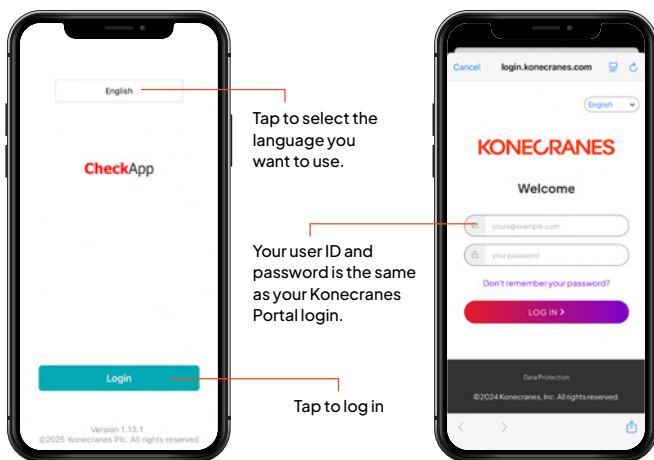 English
CheckApp
Login
Version 1.13.1
©2025 Konecranes Plc. All rights reserved
Tap to select the
language you
want to use.
Your user ID and
password is the same
as your Konecranes
Portal login.
Tap to log in
Cancel
login.konecranes.com
English
KONECRANES
Welcome
yours@example.com
your password
Don't remember your password?
LOG IN >
Data Protection
©2024 Konecranes, Inc. All rights reserved.